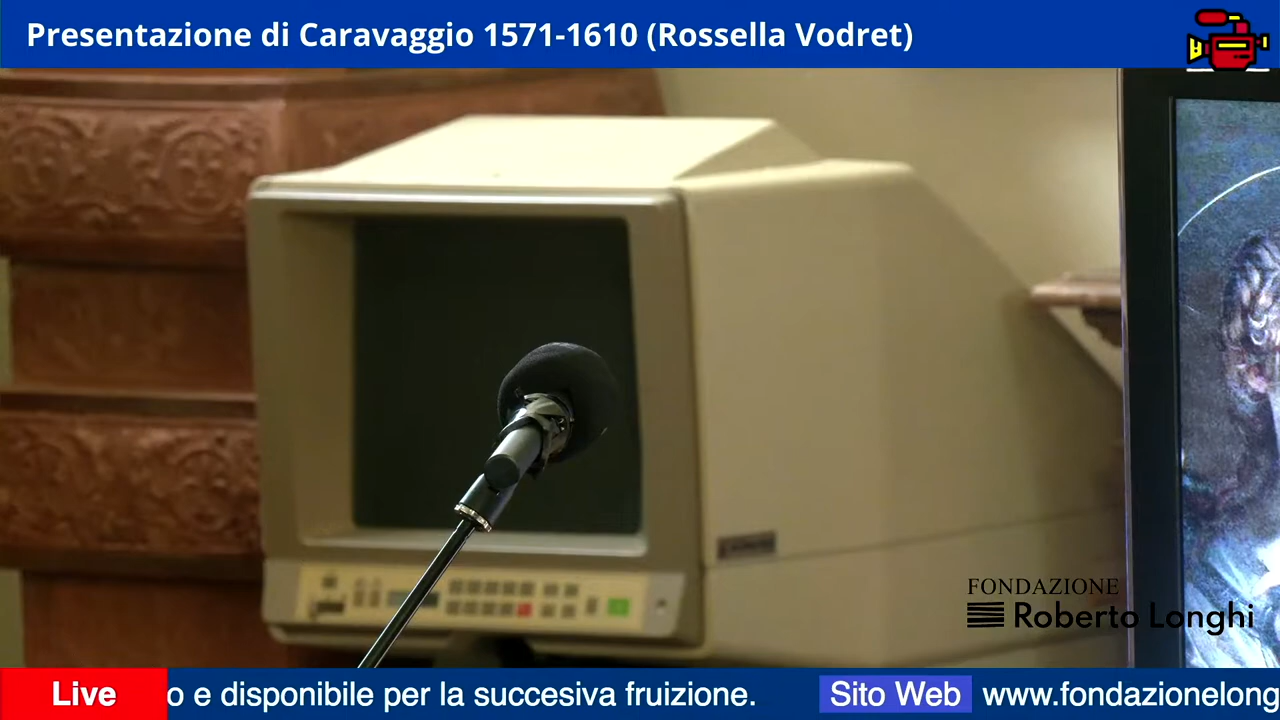 Presentazione di Caravaggio 1571-1610 (Rossella Vodret)
FONDAZIONE
Roberto Longhi
Live o e disponibile per la succesiva fruizione. Sito Web www.fondazionelong